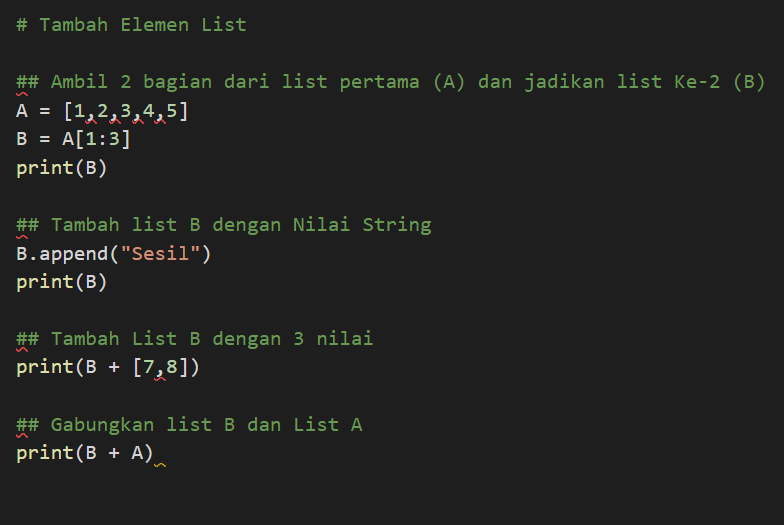 # Tambah Elemen List
## Ambil 2 bagian dari list pertama (A) dan jadikan list Ke-2 (B)
A = [1,2,3,4,5]
B = A[1:3]
print(B)
## Tambah list B dengan Nilai String
B.append("Sesil")
print(B)
## Tambah List B dengan 3 nilai
print(B + [7,8])
## Gabungkan list B dan List A
print(B + A)